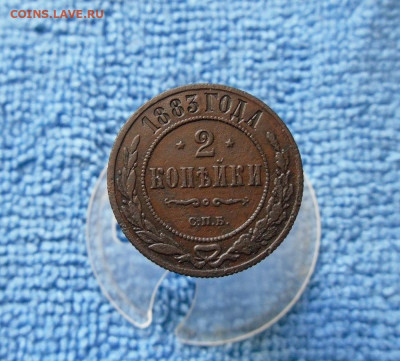 COINS.LAVE.RU
1883 ГОДА
* 2 *
КОПѢЙКИ
С.П.Б.